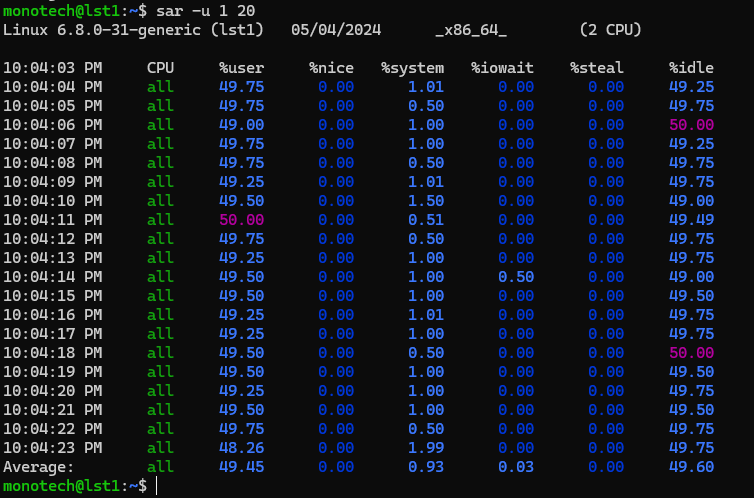 monotech@lst1:~$ sar -u 1 20
Linux 6.8.0-31-generic (lst1)   05/04/2024      _x86_64_        (2 CPU)

10:04:03 PM     CPU     %user     %nice   %system   %iowait    %steal     %idle
10:04:04 PM     all     49.75      0.00      1.01      0.00      0.00     49.25
10:04:05 PM     all     49.75      0.00      0.50      0.00      0.00     49.75
10:04:06 PM     all     49.00      0.00      1.00      0.00      0.00     50.00
10:04:07 PM     all     49.75      0.00      1.00      0.00      0.00     49.25
10:04:08 PM     all     49.75      0.00      0.50      0.00      0.00     49.75
10:04:09 PM     all     49.25      0.00      1.01      0.00      0.00     49.75
10:04:10 PM     all     49.50      0.00      1.50      0.00      0.00     49.00
10:04:11 PM     all     50.00      0.00      0.51      0.00      0.00     49.49
10:04:12 PM     all     49.75      0.00      0.50      0.00      0.00     49.75
10:04:13 PM     all     49.25      0.00      1.00      0.00      0.00     49.75
10:04:14 PM     all     49.50      0.00      1.00      0.50      0.00     49.00
10:04:15 PM     all     49.50      0.00      1.00      0.00      0.00     49.50
10:04:16 PM     all     49.25      0.00      1.01      0.00      0.00     49.75
10:04:17 PM     all     49.25      0.00      1.00      0.00      0.00     49.75
10:04:18 PM     all     49.50      0.00      0.50      0.00      0.00     50.00
10:04:19 PM     all     49.50      0.00      1.00      0.00      0.00     49.50
10:04:20 PM     all     49.25      0.00      1.00      0.00      0.00     49.75
10:04:21 PM     all     49.50      0.00      1.00      0.00      0.00     49.50
10:04:22 PM     all     49.75      0.00      0.50      0.00      0.00     49.75
10:04:23 PM     all     48.26      0.00      1.99      0.00      0.00     49.75
Average:        all     49.45      0.00      0.93      0.03      0.00     49.60
monotech@lst1:~$